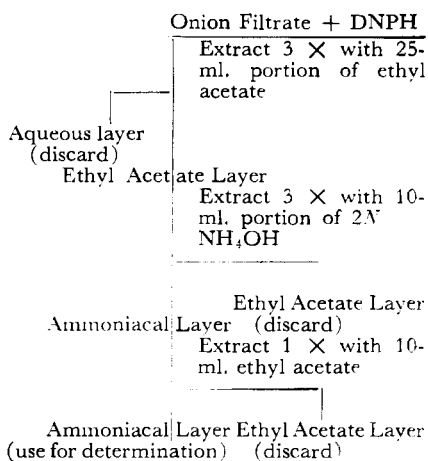 Onion Filtrate + DNPH
Extract 3 × with 25-
ml. portion of ethyl
acetate
Aqueous layer
(discard)
Ethyl Acetate Layer
Extract 3 × with 10-
ml. portion of 2N
NH₄OH
Ethyl Acetate Layer
Ammoniacal Layer (discard)
Extract 1 × with 10-
ml. ethyl acetate
Ammoniacal Layer Ethyl Acetate Layer
(use for determination) (discard)